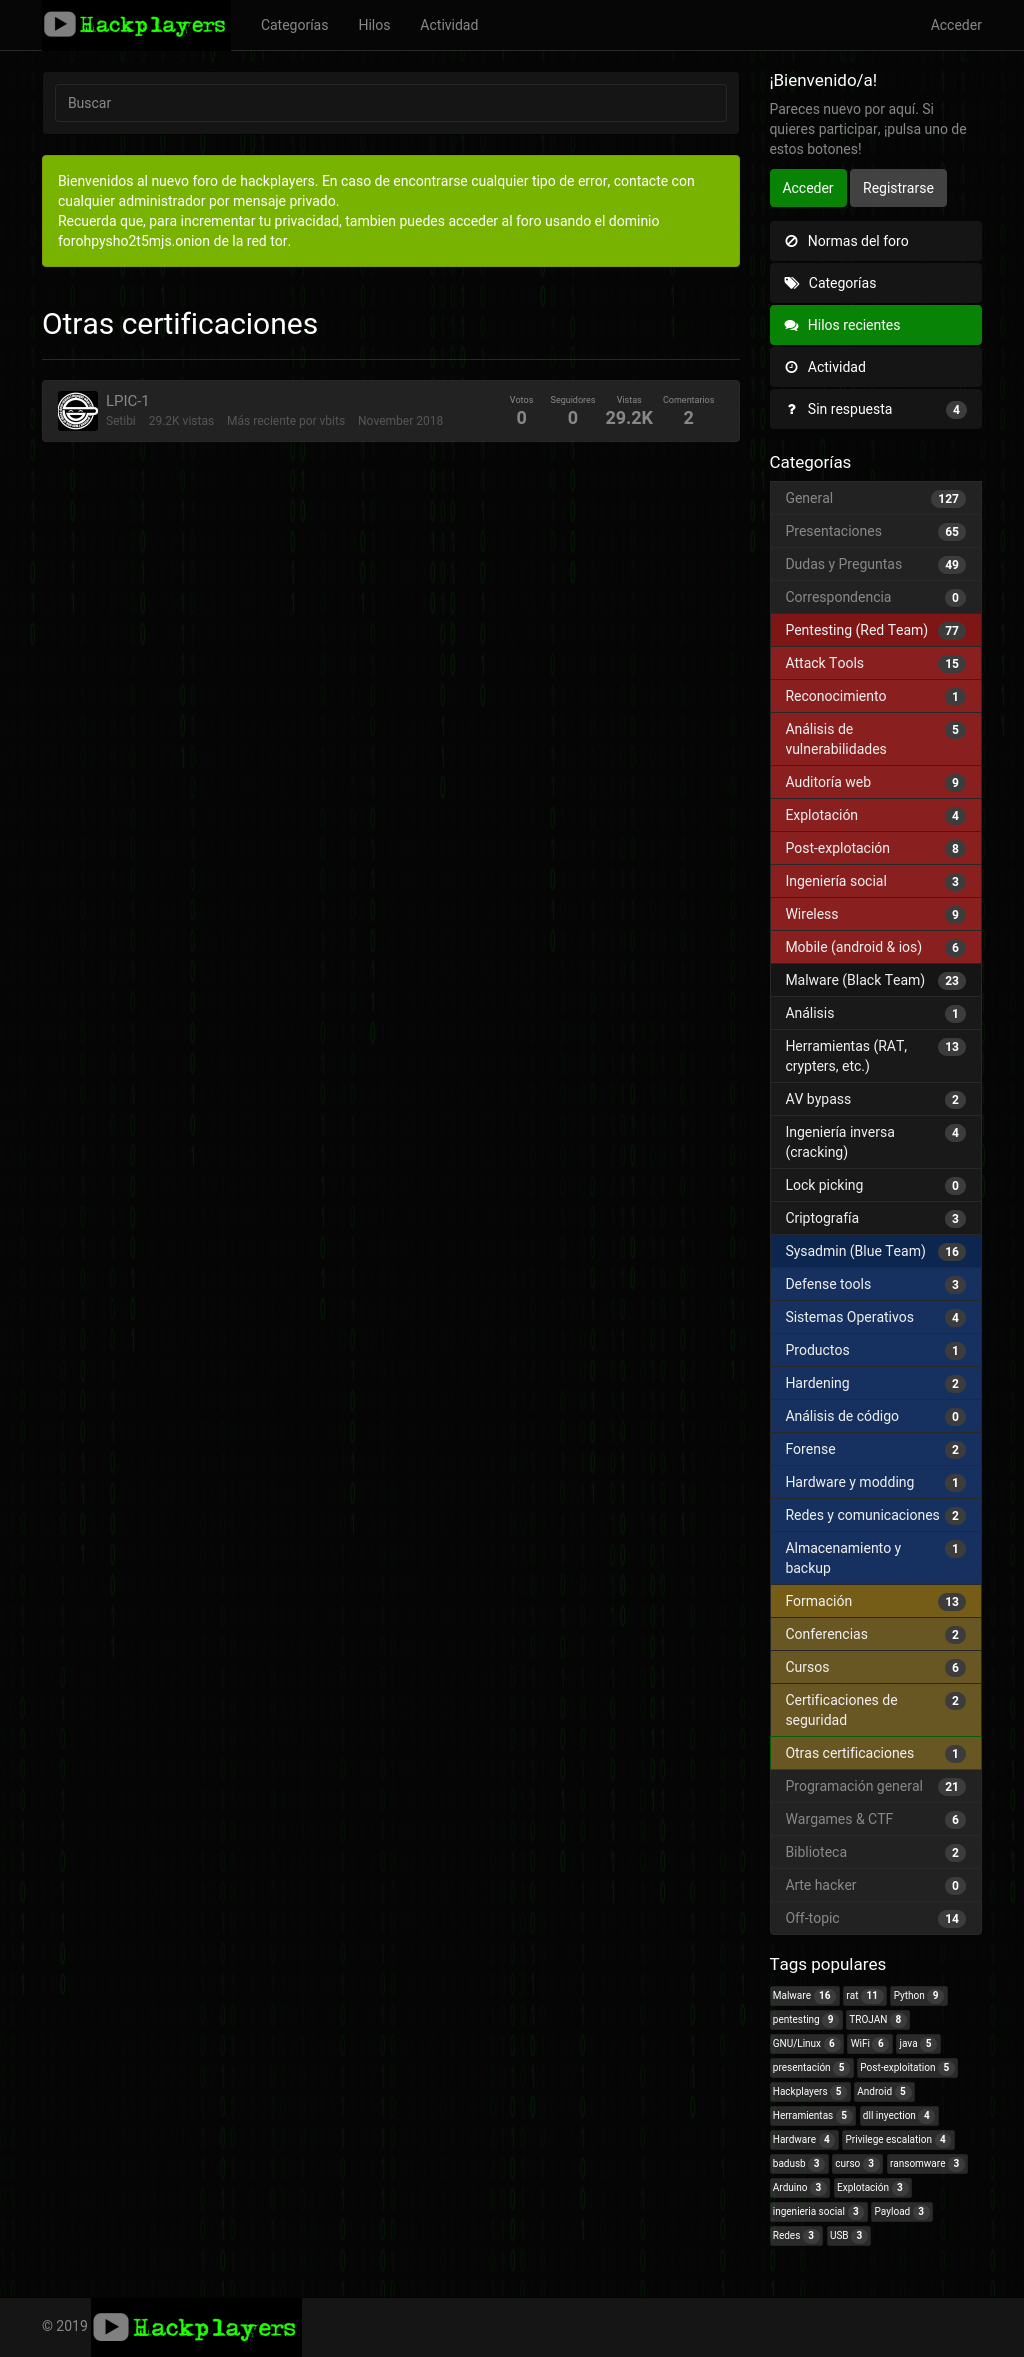 Hackplayers Categorías Hilos Actividad Acceder
Buscar
Bienvenidos al nuevo foro de hackplayers. En caso de encontrarse cualquier tipo de error, contacte con
cualquier administrador por mensaje privado.
Recuerda que, para incrementar tu privacidad, tambien puedes acceder al foro usando el dominio
forohpysho2t5mjs.onion de la red tor.
Otras certificaciones
LPIC-1
Setibi 29.2K vistas Más reciente por vbits November 2018
Votos Seguidores Vistas Comentarios
0 0 29.2K 2
¡Bienvenido/a!
Pareces nuevo por aquí. Si
quieres participar, ¡pulsa uno de
estos botones!
Acceder Registrarse
Normas del foro
Categorías
Hilos recientes
Actividad
Sin respuesta 4
Categorías
General 127
Presentaciones 65
Dudas y Preguntas 49
Correspondencia 0
Pentesting (Red Team) 77
Attack Tools 15
Reconocimiento 1
Análisis de 5
vulnerabilidades
Auditoría web 9
Explotación 4
Post-explotación 8
Ingeniería social 3
Wireless 9
Mobile (android & ios) 6
Malware (Black Team) 23
Análisis 1
Herramientas (RAT, 13
crypters, etc.)
AV bypass 2
Ingeniería inversa 4
(cracking)
Lock picking 0
Criptografía 3
Sysadmin (Blue Team) 16
Defense tools 3
Sistemas Operativos 4
Productos 1
Hardening 2
Análisis de código 0
Forense 2
Hardware y modding 1
Redes y comunicaciones 2
Almacenamiento y 1
backup
Formación 13
Conferencias 2
Cursos 6
Certificaciones de 2
seguridad
Otras certificaciones 1
Programación general 21
Wargames & CTF 6
Biblioteca 2
Arte hacker 0
Off-topic 14
Tags populares
Malware 16 rat 11 Python 9
pentesting 9 TROJAN 8
GNU/Linux 6 WiFi 6 java 5
presentación 5 Post-exploitation 5
Hackplayers 5 Android 5
Herramientas 5 dll inyection 4
Hardware 4 Privilege escalation 4
badusb 3 curso 3 ransomware 3
Arduino 3 Explotación 3
ingenieria social 3 Payload 3
Redes 3 USB 3
© 2019 Hackplayers